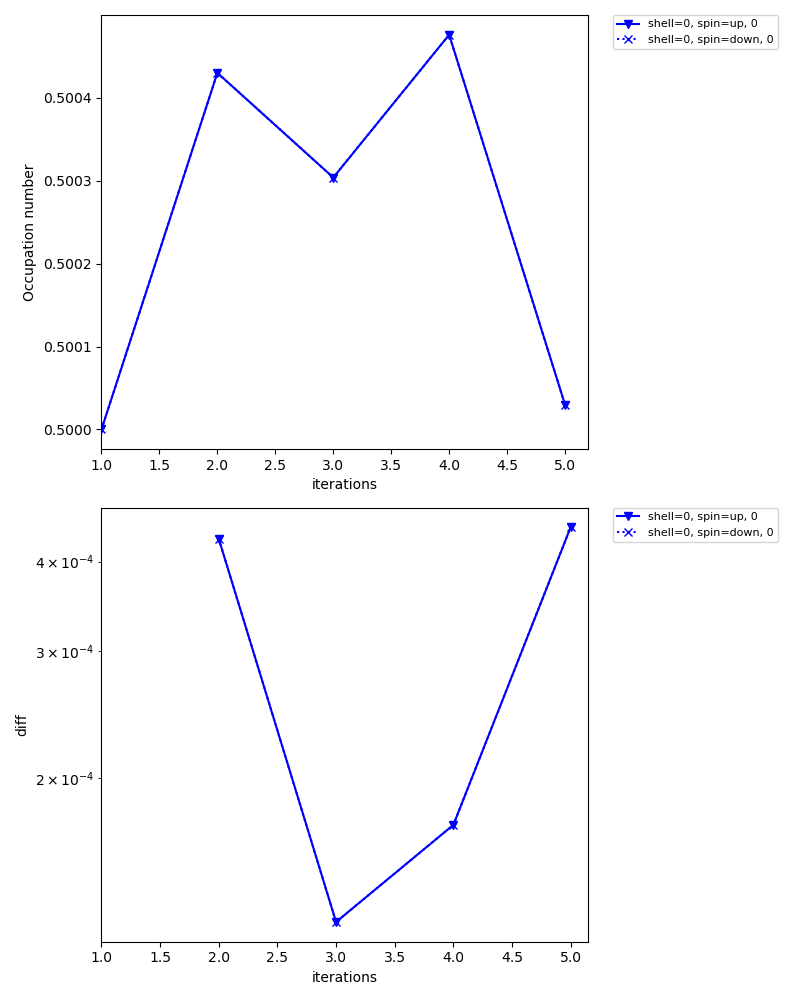 shell=0, spin=up, 0
shell=0, spin=down, 0
Occupation number
0.5004
0.5003
0.5002
0.5001
0.5000
1.0 1.5 2.0 2.5 3.0 3.5 4.0 4.5 5.0
iterations
shell=0, spin=up, 0
shell=0, spin=down, 0
diff
4 × 10⁻⁴
3 × 10⁻⁴
2 × 10⁻⁴
1.0 1.5 2.0 2.5 3.0 3.5 4.0 4.5 5.0
iterations